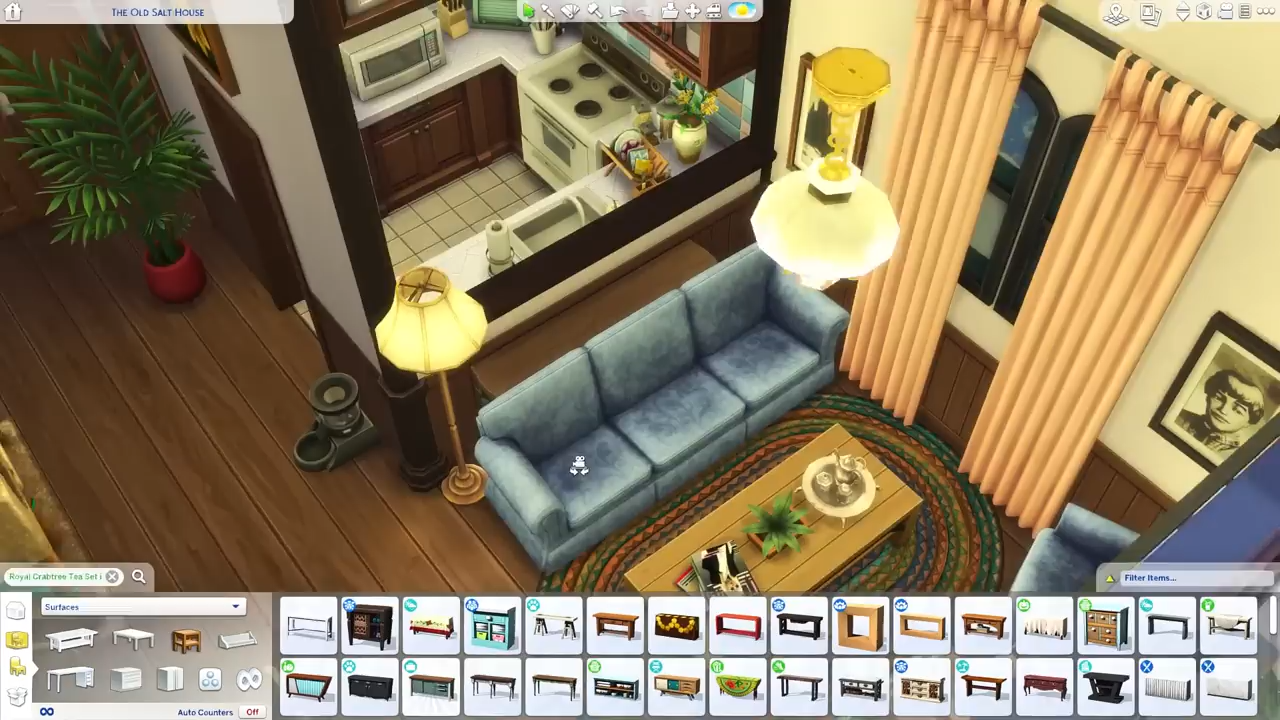 The Old Salt House
Royal Crabtree Tea Set i
Filter Items...
Surfaces
Auto Counters
Off